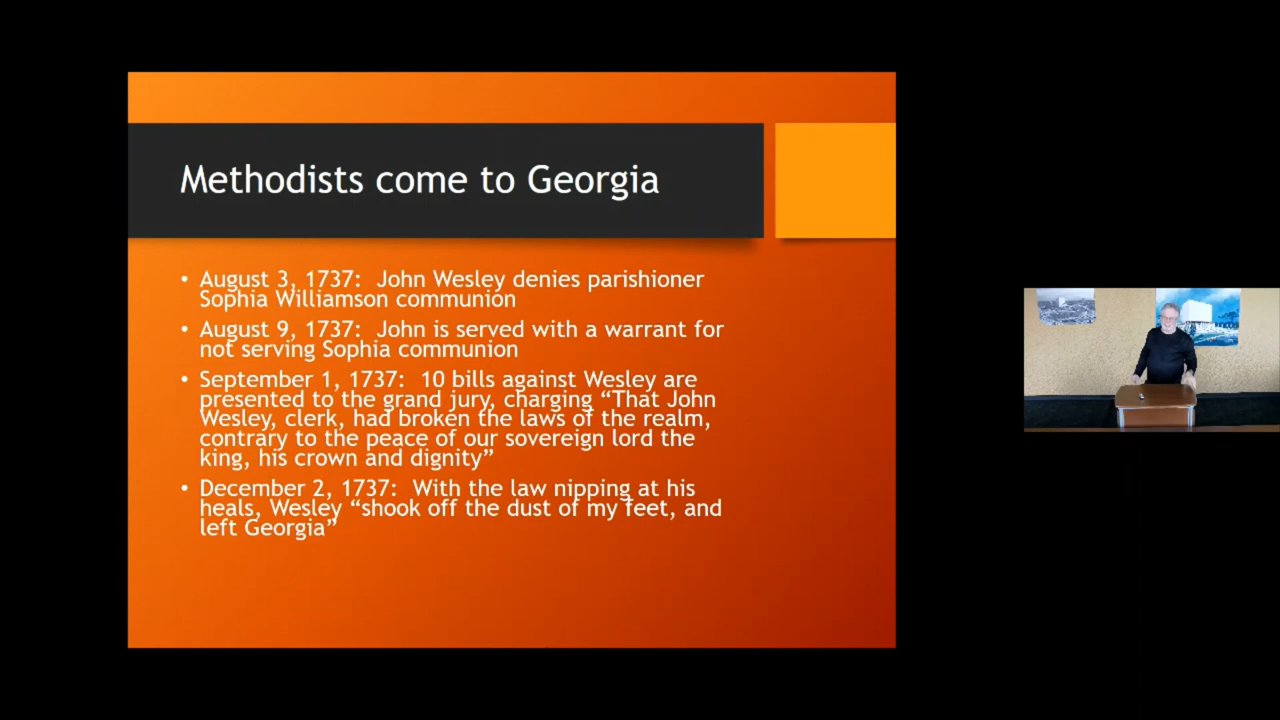 Methodists come to Georgia
• August 3, 1737:  John Wesley denies parishioner
Sophia Williamson communion
• August 9, 1737:  John is served with a warrant for
not serving Sophia communion
• September 1, 1737:  10 bills against Wesley are
presented to the grand jury, charging “That John
Wesley, clerk, had broken the laws of the realm,
contrary to the peace of our sovereign lord the
king, his crown and dignity”
• December 2, 1737:  With the law nipping at his
heals, Wesley “shook off the dust of my feet, and
left Georgia”